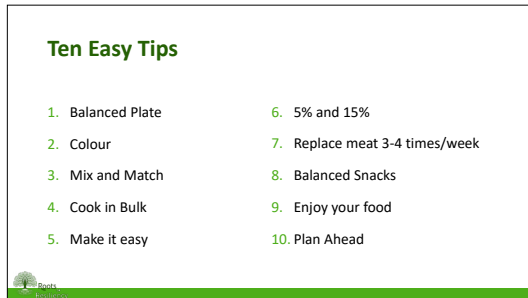 Ten Easy Tips
1. Balanced Plate
2. Colour
3. Mix and Match
4. Cook in Bulk
5. Make it easy
6. 5% and 15%
7. Replace meat 3-4 times/week
8. Balanced Snacks
9. Enjoy your food
10. Plan Ahead
Roots